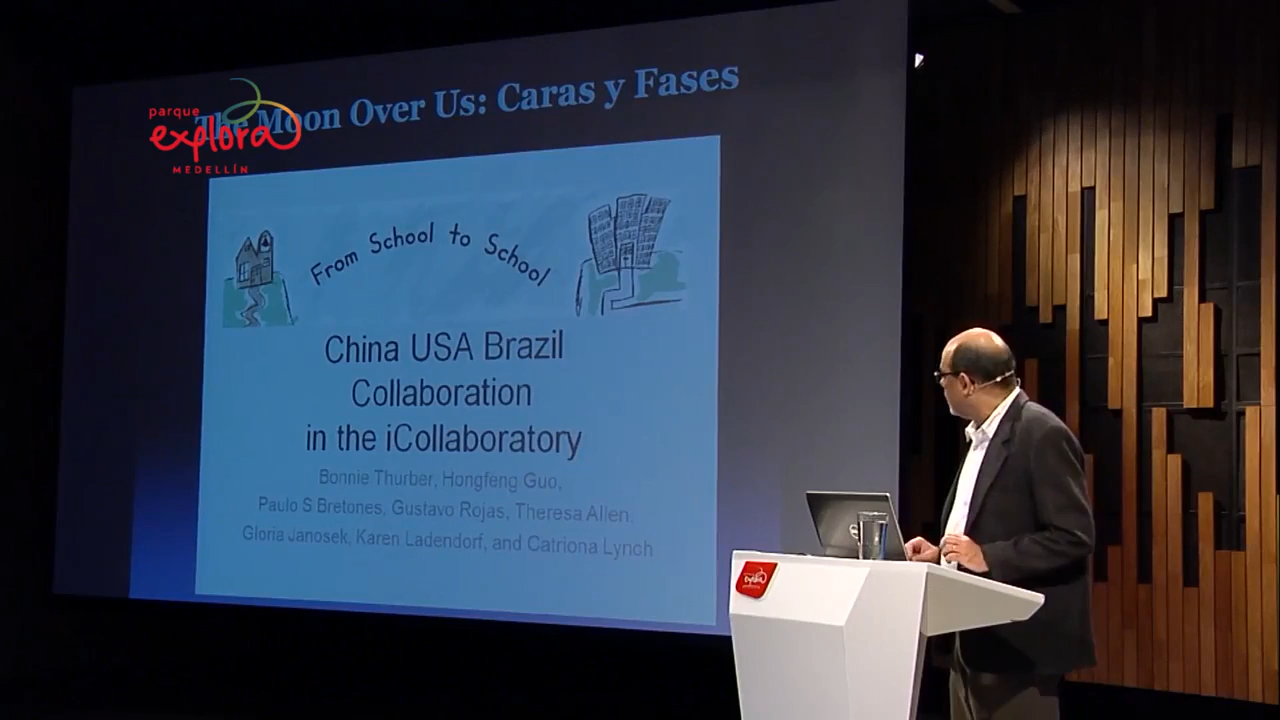 The Moon Over Us: Caras y Fases
parque
explora
MEDELLÍN
From School to School
China USA Brazil
Collaboration
in the iCollaboratory
Bonnie Thurber, Hongfeng Guo,
Paulo S Bretones, Gustavo Rojas, Theresa Allen,
Gloria Janosek, Karen Ladendorf, and Catriona Lynch
explora